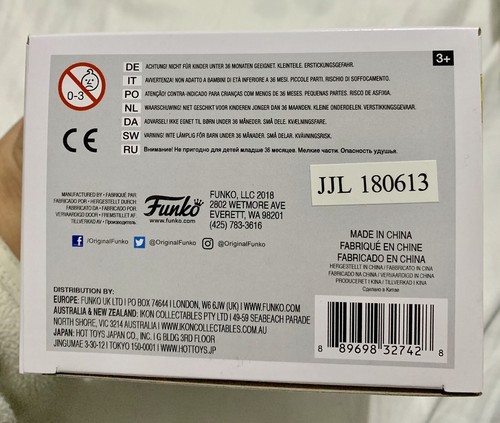 3+
0-3
DE ACHTUNG! NICHT FÜR KINDER UNTER 36 MONATEN GEEIGNET. KLEINTEILE. ERSTICKUNGSGEFAHR.
IT AVVERTENZA! NON ADATTO A BAMBINI DI ETÀ INFERIORE A 36 MESI. PICCOLE PARTI. RISCHIO DI SOFFOCAMENTO.
PO ATENÇÃO! CONTRA-INDICADO PARA CRIANÇAS COM MENOS DE 36 MESES. PEQUENAS PARTES. RISCO DE ASFIXIA.
NL WAARSCHUWING! NIET GESCHIKT VOOR KINDEREN JONGER DAN 36 MAANDEN. KLEINE ONDERDELEN. VERSTIKKINGSGEVAAR.
DA ADVERSEL! IKKE EGNET TIL BØRN UNDER 36 MÅNEDER. SMÅ DELE. KVÆLNINGSFARE.
SW VARNING! INTE LÄMPLIG FÖR BARN UNDER 36 MÅNADER. SMÅ DELAR. KVÄVNINGSRISK.
RU Внимание! Не пригодно для детей младше 36 месяцев. Мелкие части. Опасность удушья.
CE
JJL 180613
MANUFACTURED BY • FABRIQUÉ PAR
FABRICADO POR • HERGESTELLT DURCH
FABBRICATO DA • FABRICADO POR
VERVAARDIGD DOOR • FREMSTILLET AF
TILLVERKAD AV • Производитель
Funko
www.funko.com
FUNKO, LLC 2018
2802 WETMORE AVE
EVERETT, WA 98201
(425) 783-3616
/OriginalFunko @OriginalFunko @OriginalFunko
MADE IN CHINA
FABRIQUÉ EN CHINE
FABRICADO EN CHINA
HERGESTELLT IN CHINA / FABBRICATO IN CINA
FABRICADO NA CHINA / VERVAARDIGD IN CHINA
PRODUCERET I KINA / TILLVERKAD I KINA
Сделано в Китае
DISTRIBUTION BY:
EUROPE: FUNKO UK LTD | PO BOX 74644 | LONDON, W6 6JW (UK) | WWW.FUNKO.COM
AUSTRALIA & NEW ZEALAND: IKON COLLECTABLES PTY LTD | 49-59 SEABEACH PARADE
NORTH SHORE, VIC 3214 AUSTRALIA | WWW.IKONCOLLECTABLES.COM.AU
JAPAN: HOT TOYS JAPAN CO., INC. | G BLDG 3RD FLOOR
JINGUMAE 3-30-12 | TOKYO 150-0001 | WWW.HOTTOYS.JP
8 89698 32742 8